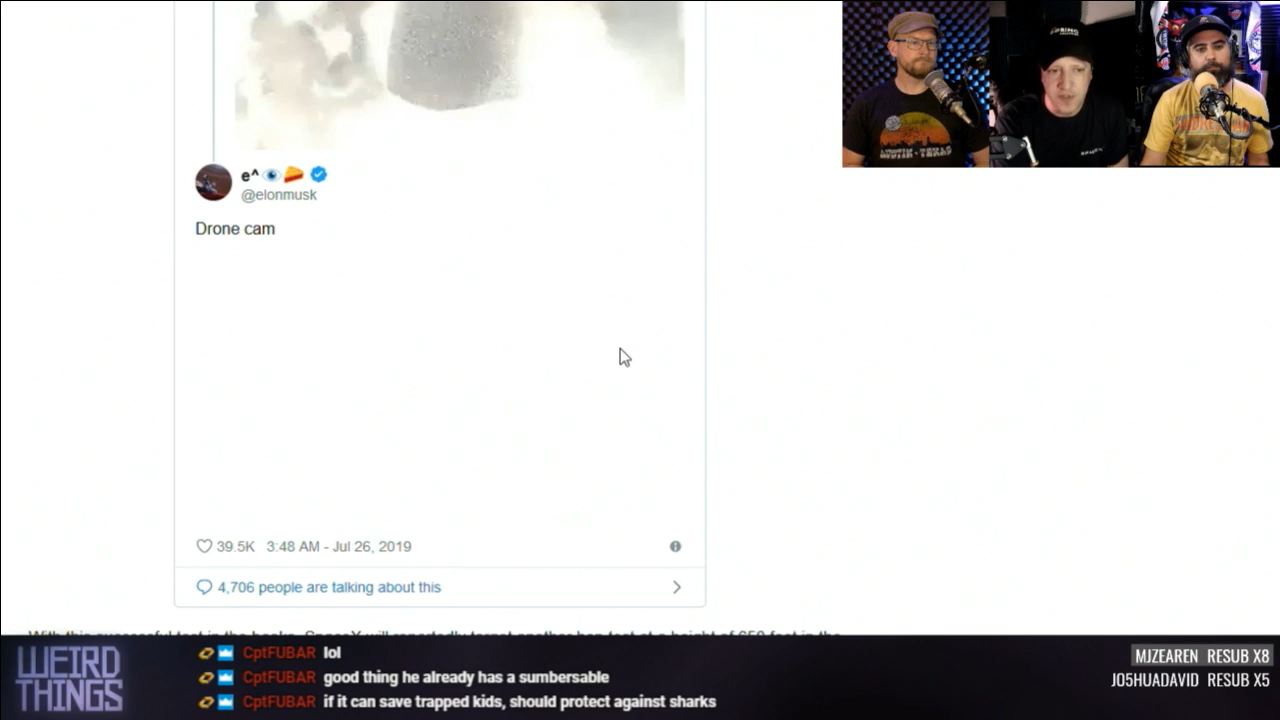 e^
@elonmusk
Drone cam
39.5K 3:48 AM - Jul 26, 2019
4,706 people are talking about this
AUSTIN TEXAS
WEIRD
THINGS
CptFUBAR lol
CptFUBAR good thing he already has a sumbersable
CptFUBAR if it can save trapped kids, should protect against sharks
MJZEAREN RESUB X8
JO5HUADAVID RESUB X5